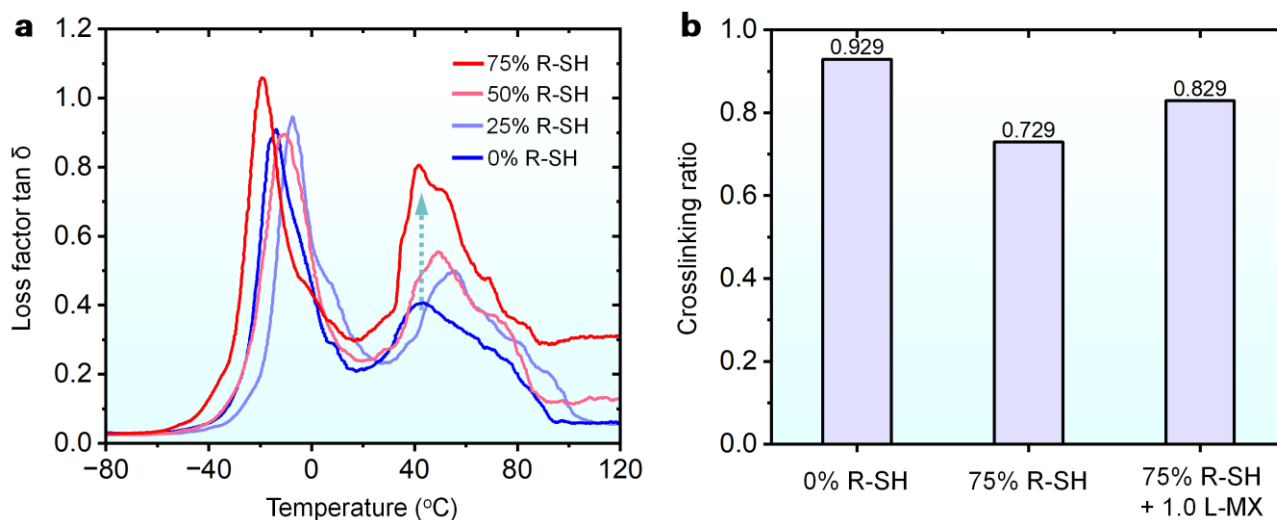 a
1.2
1.0
0.8
0.6
0.4
0.2
0.0
−80
−40
0
40
80
120
Loss factor tan δ
Temperature (°C)
75% R-SH
50% R-SH
25% R-SH
0% R-SH
b
1.0
0.8
0.6
0.4
0.2
0.0
Crosslinking ratio
0.929
0.729
0.829
0% R-SH
75% R-SH
75% R-SH
+ 1.0 L-MX